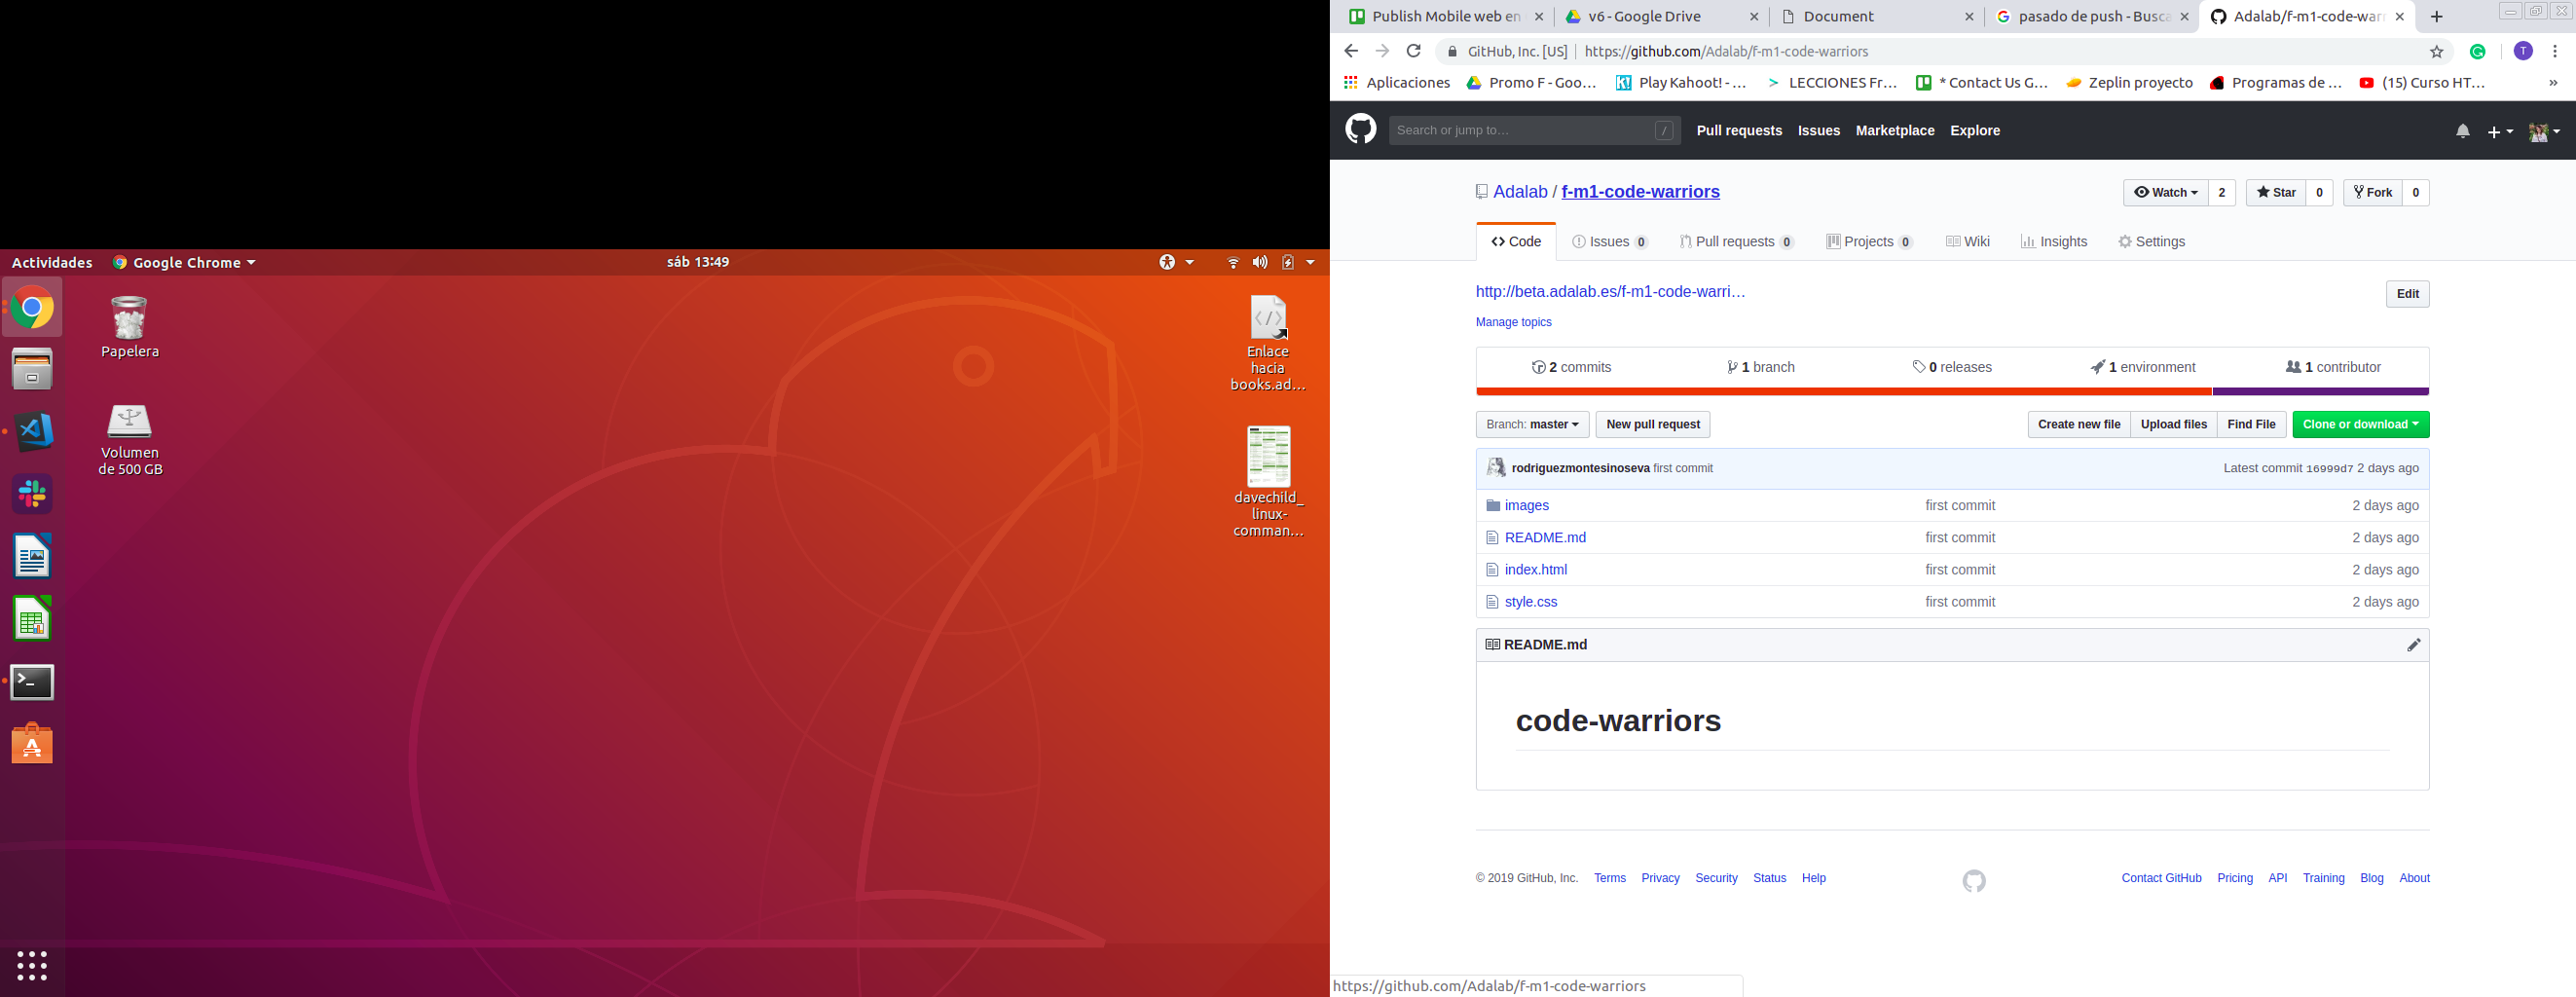 Actividades
Google Chrome
sáb 13:49
Papelera
Volumen
de 500 GB
Enlace
hacia
books.ad...
davechild_
linux-
comman...
Publish Mobile web en
v6 - Google Drive
Document
pasado de push - Busca
Adalab/f-m1-code-warr
GitHub, Inc. [US]
https://github.com/Adalab/f-m1-code-warriors
T
Aplicaciones
Promo F - Goo...
Play Kahoot! - ...
LECCIONES Fr...
* Contact Us G...
Zeplin proyecto
Programas de ...
(15) Curso HT...
»
Search or jump to...
/
Pull requests
Issues
Marketplace
Explore
Adalab / f-m1-code-warriors
Watch 2
Star 0
Fork 0
Code
Issues 0
Pull requests 0
Projects 0
Wiki
Insights
Settings
http://beta.adalab.es/f-m1-code-warri...
Edit
Manage topics
2 commits
1 branch
0 releases
1 environment
1 contributor
Branch: master
New pull request
Create new file
Upload files
Find File
Clone or download
rodriguezmontesinoseva first commit
Latest commit 16999d7 2 days ago
images first commit 2 days ago
README.md first commit 2 days ago
index.html first commit 2 days ago
style.css first commit 2 days ago
README.md
code-warriors
© 2019 GitHub, Inc. Terms Privacy Security Status Help
Contact GitHub Pricing API Training Blog About
https://github.com/Adalab/f-m1-code-warriors